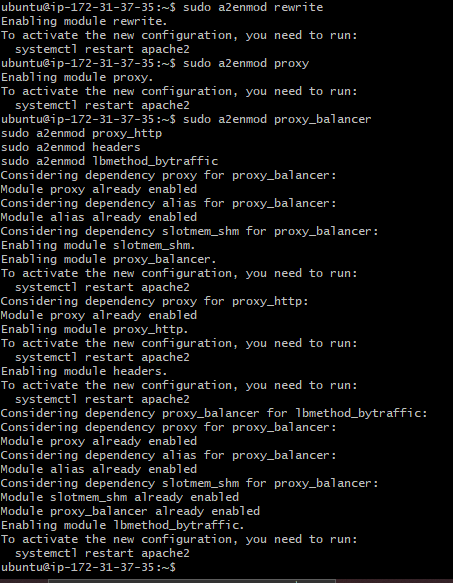 ubuntu@ip-172-31-37-35:~$ sudo a2enmod rewrite
Enabling module rewrite.
To activate the new configuration, you need to run:
  systemctl restart apache2
ubuntu@ip-172-31-37-35:~$ sudo a2enmod proxy
Enabling module proxy.
To activate the new configuration, you need to run:
  systemctl restart apache2
ubuntu@ip-172-31-37-35:~$ sudo a2enmod proxy_balancer
sudo a2enmod proxy_http
sudo a2enmod headers
sudo a2enmod lbmethod_bytraffic
Considering dependency proxy for proxy_balancer:
Module proxy already enabled
Considering dependency alias for proxy_balancer:
Module alias already enabled
Considering dependency slotmem_shm for proxy_balancer:
Enabling module slotmem_shm.
Enabling module proxy_balancer.
To activate the new configuration, you need to run:
  systemctl restart apache2
Considering dependency proxy for proxy_http:
Module proxy already enabled
Enabling module proxy_http.
To activate the new configuration, you need to run:
  systemctl restart apache2
Enabling module headers.
To activate the new configuration, you need to run:
  systemctl restart apache2
Considering dependency proxy_balancer for lbmethod_bytraffic:
Considering dependency proxy for proxy_balancer:
Module proxy already enabled
Considering dependency alias for proxy_balancer:
Module alias already enabled
Considering dependency slotmem_shm for proxy_balancer:
Module slotmem_shm already enabled
Module proxy_balancer already enabled
Enabling module lbmethod_bytraffic.
To activate the new configuration, you need to run:
  systemctl restart apache2
ubuntu@ip-172-31-37-35:~$